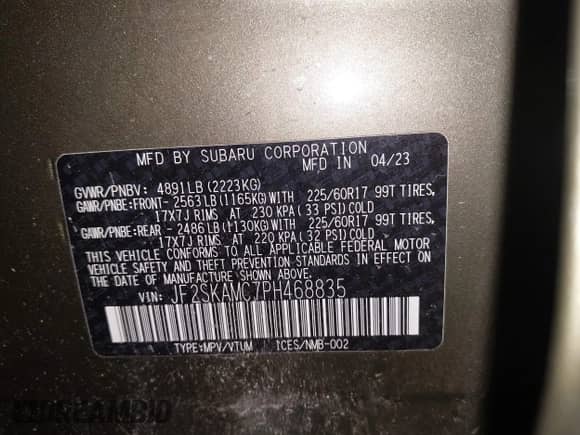 MFD BY SUBARU CORPORATION
MFD IN 04/23
GVWR/PNBV: 4891LB(2223KG)
GAWR/PNBE:FRONT- 2563LB(1165KG)WITH 225/60R17 99T TIRES,
17X7J RIMS AT 230 KPA(33 PSI)COLD
GAWR/PNBE:REAR - 2486LB(1130KG)WITH 225/60R17 99T TIRES,
17X7J RIMS AT 220 KPA(32 PSI)COLD
THIS VEHICLE CONFORMS TO ALL APPLICABLE FEDERAL MOTOR
VEHICLE SAFETY AND THEFT PREVENTION STANDARDS IN EFFECT ON
THE DATE OF MANUFACTURE SHOWN ABOVE.
VIN: JF2SKAMC7PH468835
TYPE:MPV/VTUM ICES/NMB-002
DREAMBID